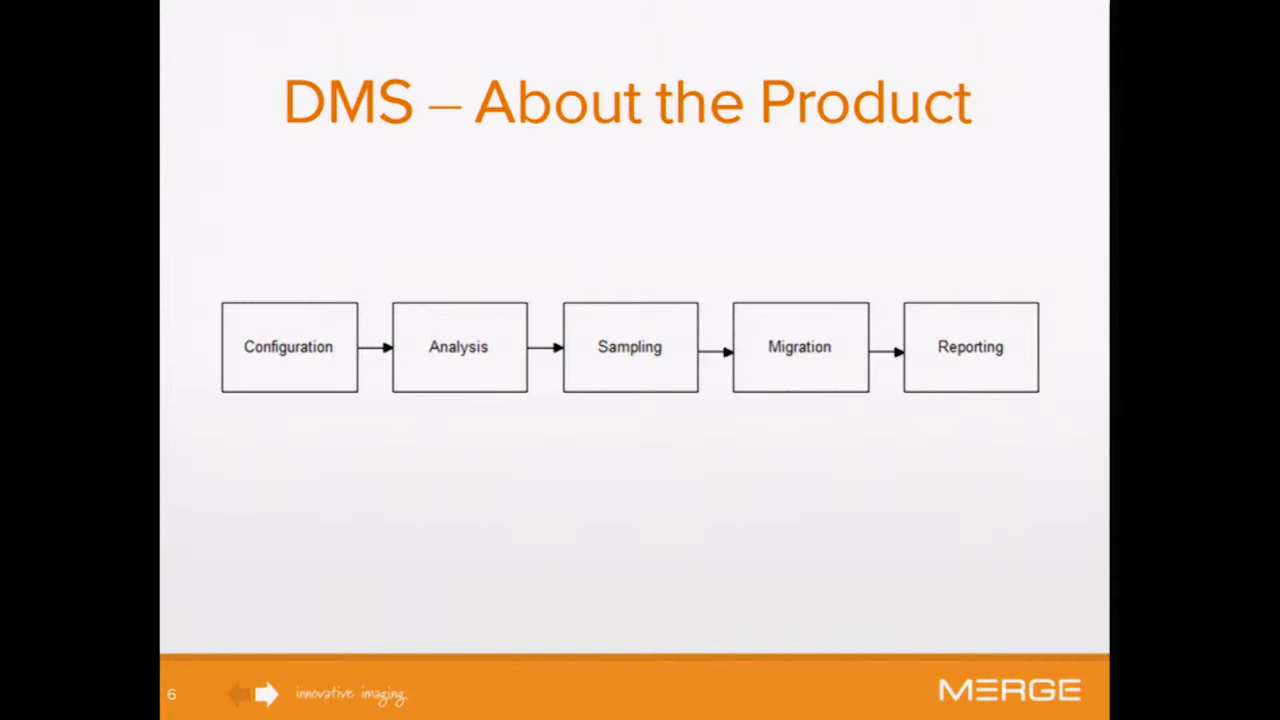 DMS – About the Product
Configuration
Analysis
Sampling
Migration
Reporting
6
innovative imaging
MERGE